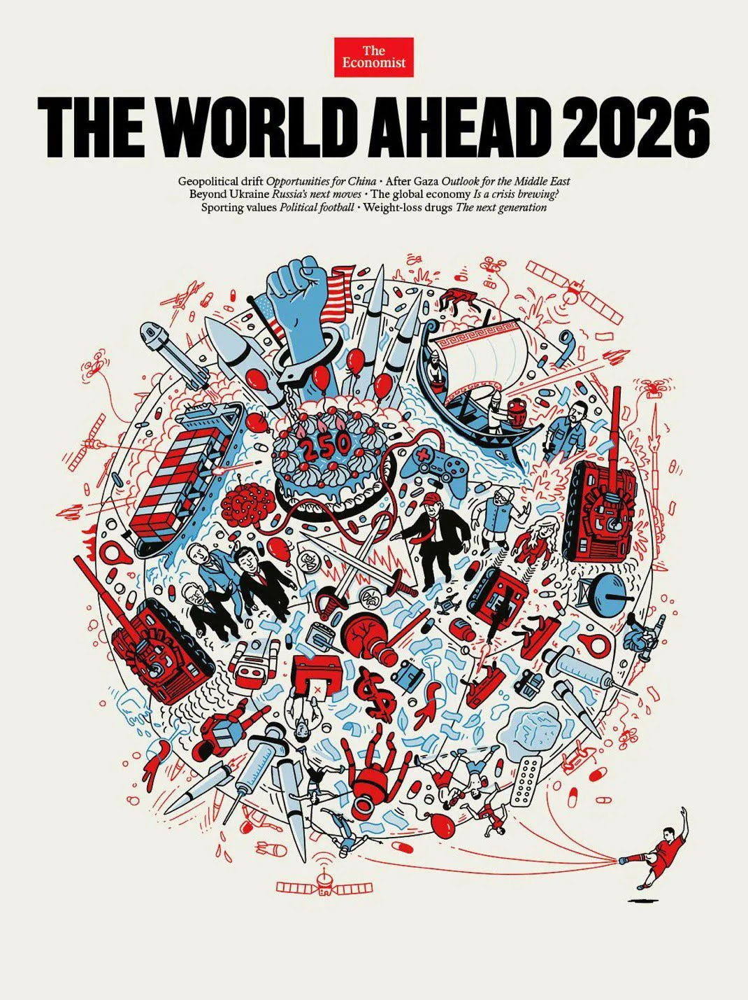 The
Economist
THE WORLD AHEAD 2026
Geopolitical drift Opportunities for China • After Gaza Outlook for the Middle East
Beyond Ukraine Russia's next moves • The global economy Is a crisis brewing?
Sporting values Political football • Weight-loss drugs The next generation
250
$